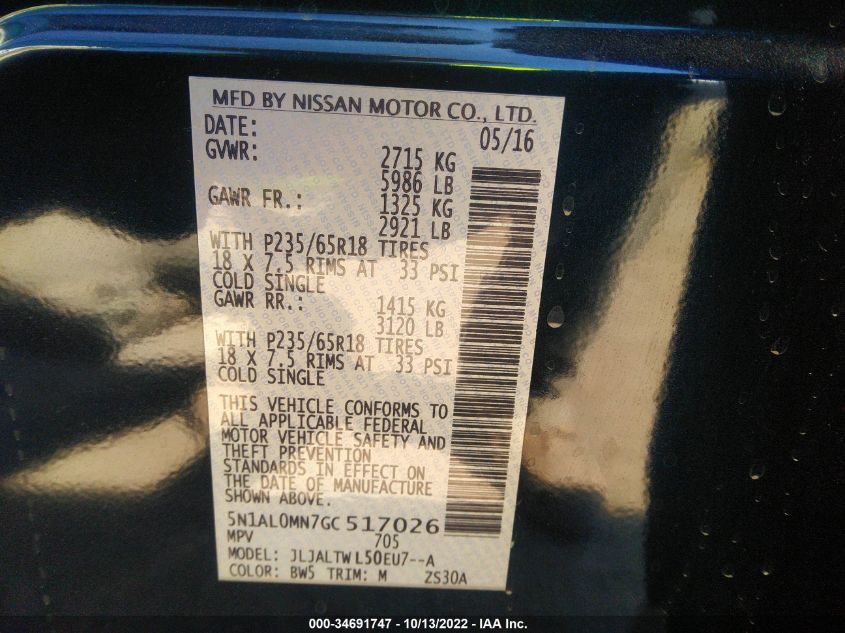 MFD BY NISSAN MOTOR CO., LTD.
DATE: 05/16
GVWR: 2715 KG
5986 LB
GAWR FR.: 1325 KG
2921 LB
WITH P235/65R18 TIRES
18 X 7.5 RIMS AT 33 PSI
COLD SINGLE
GAWR RR.: 1415 KG
3120 LB
WITH P235/65R18 TIRES
18 X 7.5 RIMS AT 33 PSI
COLD SINGLE
THIS VEHICLE CONFORMS TO
ALL APPLICABLE FEDERAL
MOTOR VEHICLE SAFETY AND
THEFT PREVENTION
STANDARDS IN EFFECT ON
THE DATE OF MANUFACTURE
SHOWN ABOVE.
5N1AL0MN7GC517026
MPV 705
MODEL: JLJALTWL50EU7--A
COLOR: BW5 TRIM: M ZS30A
000-34691747 - 10/13/2022 - IAA Inc.